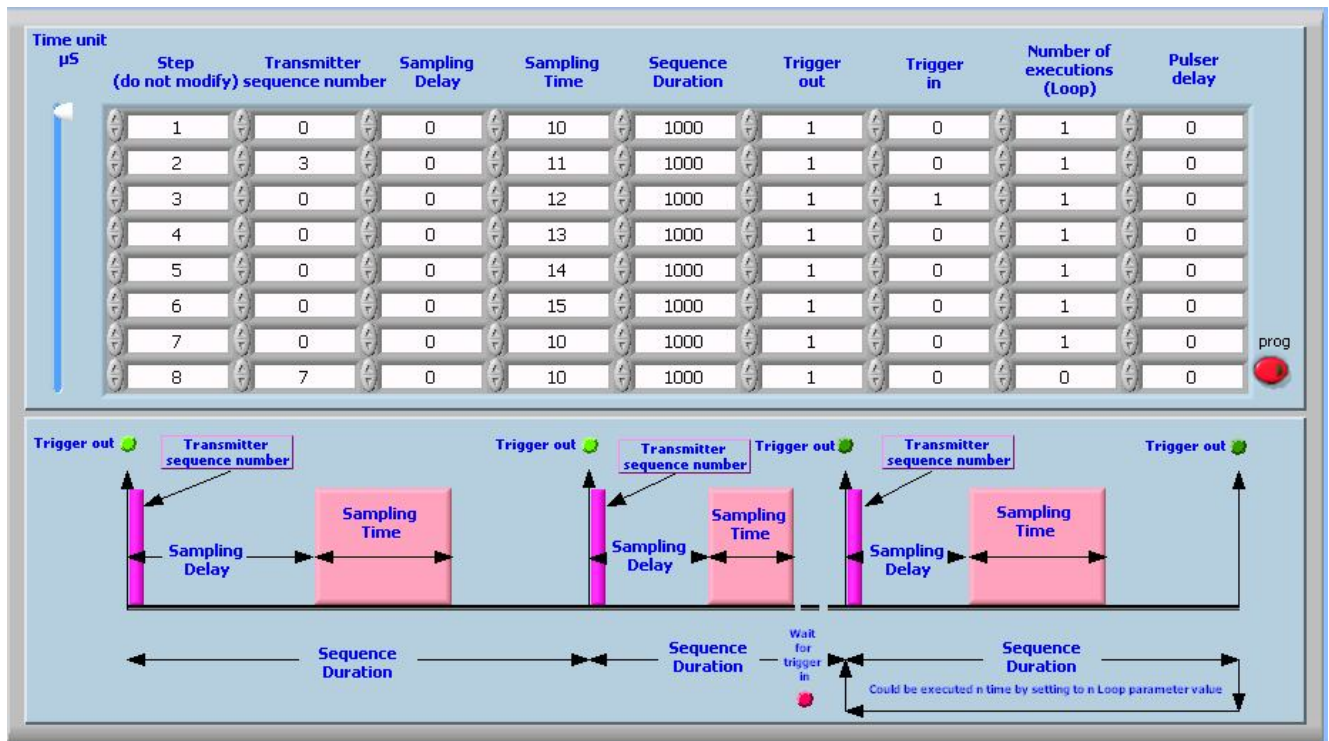 Time unit
µS
Step
(do not modify)
Transmitter
sequence number
Sampling
Delay
Sampling
Time
Sequence
Duration
Trigger
out
Trigger
in
Number of
executions
(Loop)
Pulser
delay
1 0 0 10 1000 1 0 1 0
2 3 0 11 1000 1 0 1 0
3 0 0 12 1000 1 1 1 0
4 0 0 13 1000 1 0 1 0
5 0 0 14 1000 1 0 1 0
6 0 0 15 1000 1 0 1 0
7 0 0 10 1000 1 0 1 0
8 7 0 10 1000 1 0 0 0
prog
Trigger out
Transmitter
sequence number
Trigger out
Transmitter
sequence number
Trigger out
Transmitter
sequence number
Trigger out
Sampling
Time
Sampling
Delay
Sampling
Time
Sampling
Delay
Sampling
Time
Sampling
Delay
Sequence
Duration
Sequence
Duration
Wait
for
trigger
in
Sequence
Duration
Could be executed n time by setting to n Loop parameter value